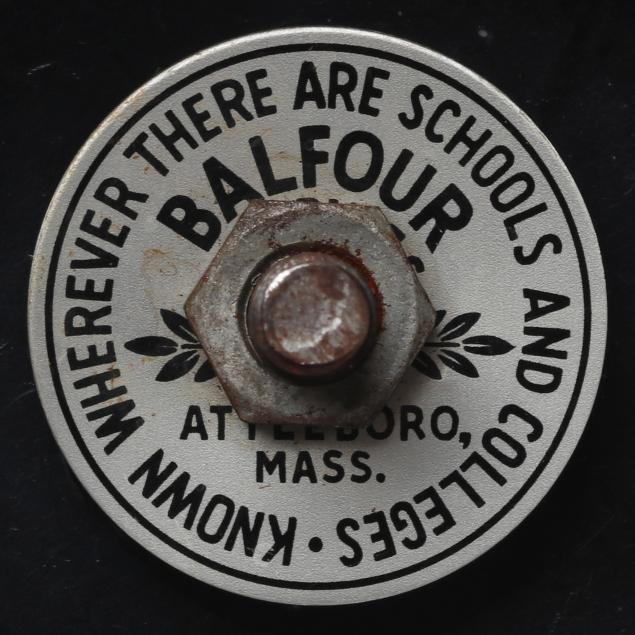 KNOWN WHEREVER THERE ARE SCHOOLS AND COLLEGES •
BALFOUR
ATTLEBORO,
MASS.